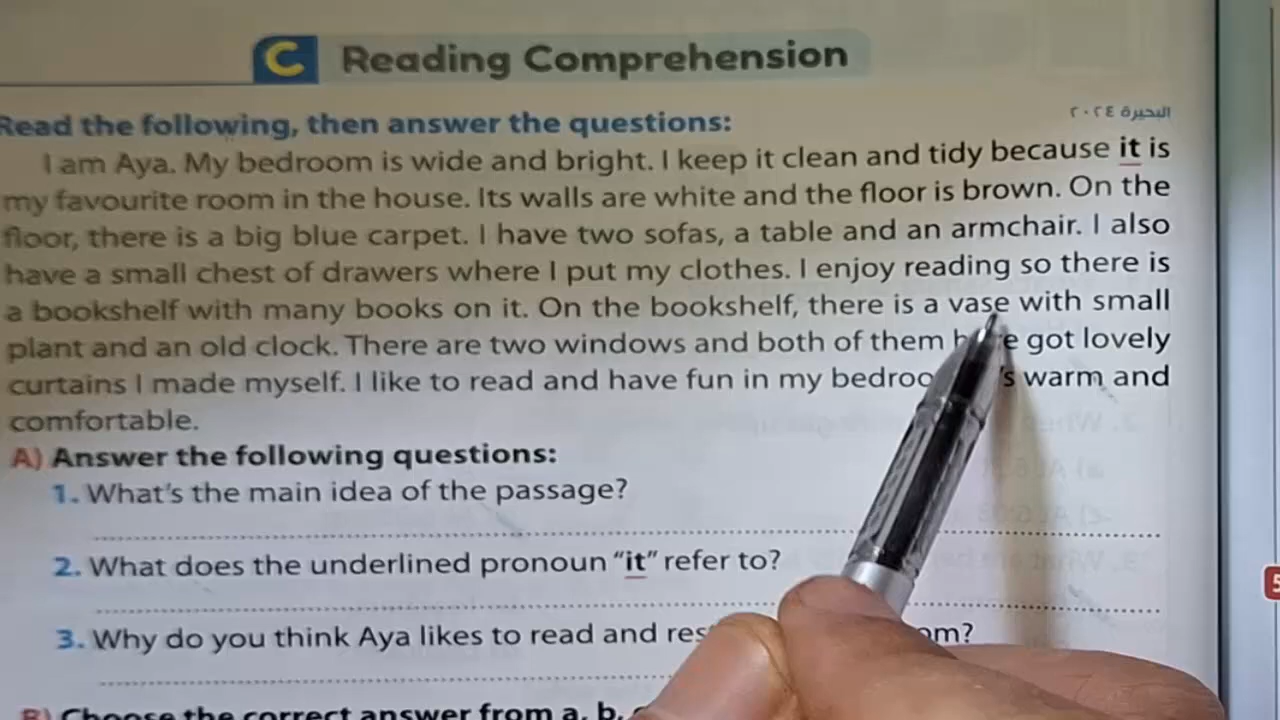 C Reading Comprehension
البحيرة ٢٠٢٤
Read the following, then answer the questions:
I am Aya. My bedroom is wide and bright. I keep it clean and tidy because it is
my favourite room in the house. Its walls are white and the floor is brown. On the
floor, there is a big blue carpet. I have two sofas, a table and an armchair. I also
have a small chest of drawers where I put my clothes. I enjoy reading so there is
a bookshelf with many books on it. On the bookshelf, there is a vase with small
plant and an old clock. There are two windows and both of them got lovely
curtains I made myself. I like to read and have fun in my warm and
comfortable.
A) Answer the following questions:
1. What's the main idea of the passage?
2. What does the underlined pronoun "it" refer to?
3. Why do you think Aya likes to read and
B) Choose the correct answer from a, b,
5